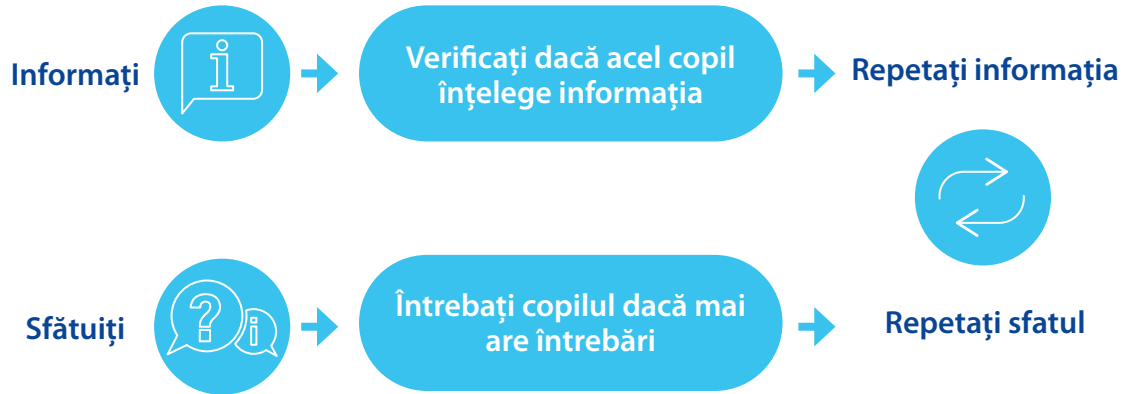 Informați
Verificați dacă acel copil
înțelege informația
Repetați informația
Sfătuiți
Întrebați copilul dacă mai
are întrebări
Repetați sfatul